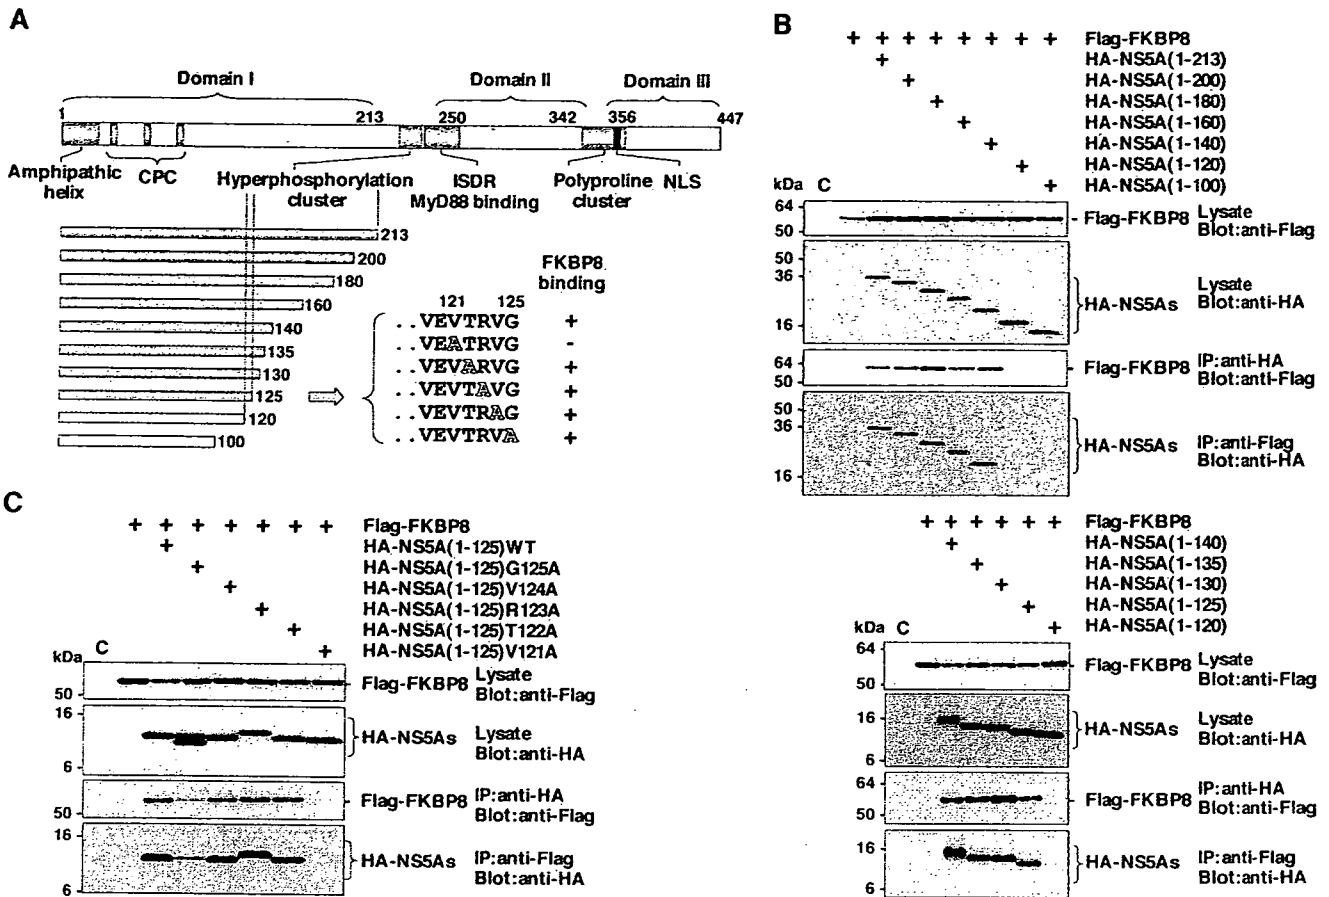 A
Domain I
Domain II
Domain III
1
213
250
342
356
447
Amphipathic helix
CPC
Hyperphosphorylation cluster
ISDR
MyD88 binding
Polyproline cluster
NLS
213
200
180
160
140
135
130
125
120
100
FKBP8 binding
121 125
..VEVTRVG +
..VEATRVG -
..VEVARVG +
..VEVTAVG +
..VEVTRAG +
..VEVTRVA +
B
+ + + + + + + + Flag-FKBP8
+ HA-NS5A(1-213)
+ HA-NS5A(1-200)
+ HA-NS5A(1-180)
+ HA-NS5A(1-160)
+ HA-NS5A(1-140)
+ HA-NS5A(1-120)
+ HA-NS5A(1-100)
kDa C
64
50
Flag-FKBP8 Lysate
Blot:anti-Flag
50
36
16
HA-NS5As Lysate
Blot:anti-HA
64
50
Flag-FKBP8 IP:anti-HA
Blot:anti-Flag
50
36
16
HA-NS5As IP:anti-Flag
Blot:anti-HA
+ + + + + + Flag-FKBP8
+ HA-NS5A(1-140)
+ HA-NS5A(1-135)
+ HA-NS5A(1-130)
+ HA-NS5A(1-125)
+ HA-NS5A(1-120)
kDa C
64
50
Flag-FKBP8 Lysate
Blot:anti-Flag
16
6
HA-NS5As Lysate
Blot:anti-HA
64
50
Flag-FKBP8 IP:anti-HA
Blot:anti-Flag
16
6
HA-NS5As IP:anti-Flag
Blot:anti-HA
C
+ + + + + + + Flag-FKBP8
+ HA-NS5A(1-125)WT
+ HA-NS5A(1-125)G125A
+ HA-NS5A(1-125)V124A
+ HA-NS5A(1-125)R123A
+ HA-NS5A(1-125)T122A
+ HA-NS5A(1-125)V121A
kDa C
50
Flag-FKBP8 Lysate
Blot:anti-Flag
16
6
HA-NS5As Lysate
Blot:anti-HA
50
Flag-FKBP8 IP:anti-HA
Blot:anti-Flag
16
6
HA-NS5As IP:anti-Flag
Blot:anti-HA